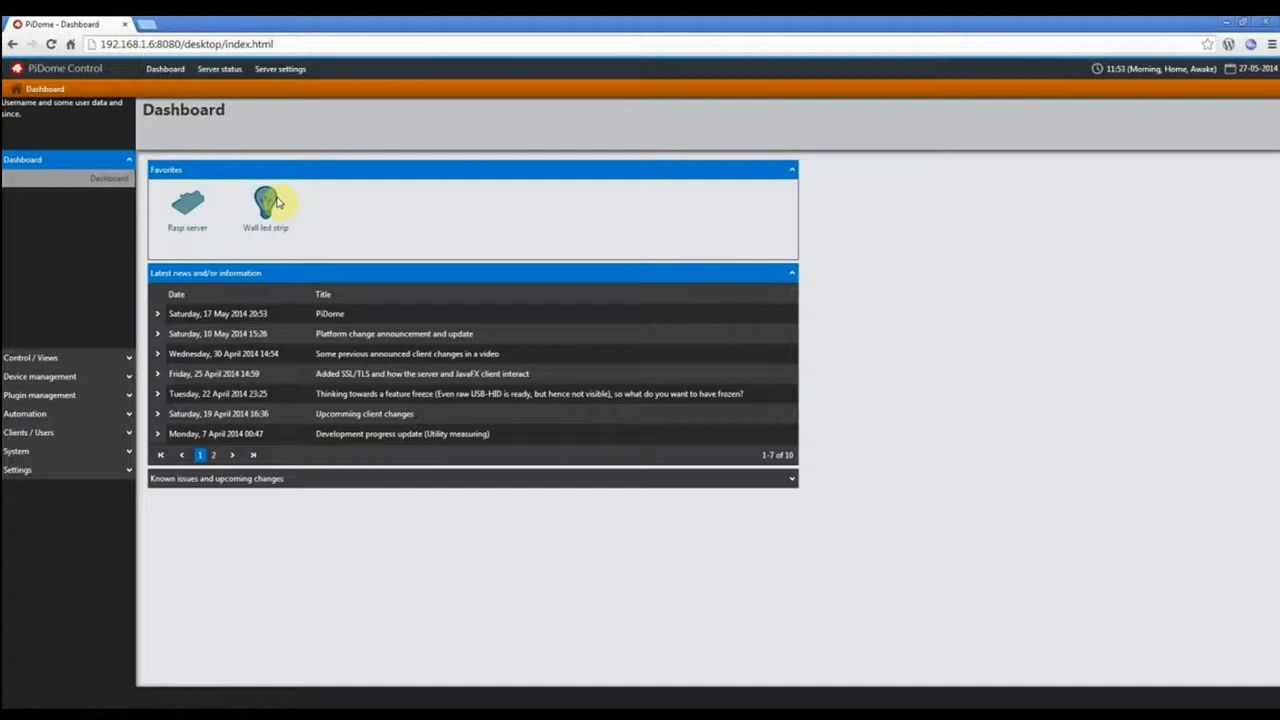 PiDome - Dashboard
192.168.1.6:8080/desktop/index.html
PiDome Control Dashboard Server status Server settings 11:53 (Morning, Home, Awake) 27-05-2014
Dashboard
Username and some user data and
since.
Dashboard
Dashboard
Dashboard
Control / Views
Device management
Plugin management
Automation
Clients / Users
System
Settings
Favorites
Rasp server Wall led strip
Latest news and/or information
Date Title
Saturday, 17 May 2014 20:53 PiDome
Saturday, 10 May 2014 15:26 Platform change announcement and update
Wednesday, 30 April 2014 14:54 Some previous announced client changes in a video
Friday, 25 April 2014 14:59 Added SSL/TLS and how the server and JavaFX client interact
Tuesday, 22 April 2014 23:25 Thinking towards a feature freeze (Even raw USB-HID is ready, but hence not visible), so what do you want to have frozen?
Saturday, 19 April 2014 16:36 Upcomming client changes
Monday, 7 April 2014 00:47 Development progress update (Utility measuring)
1 2 1-7 of 10
Known issues and upcoming changes